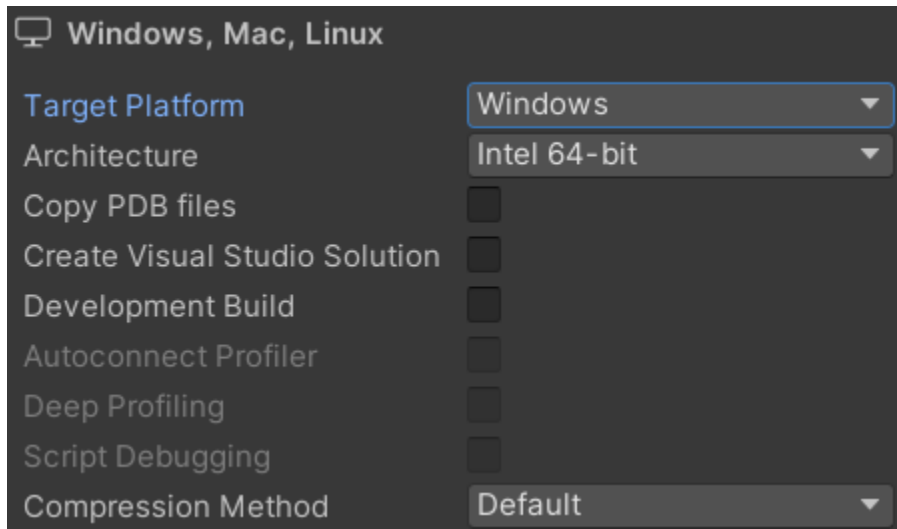 Windows, Mac, Linux
Target Platform Windows
Architecture Intel 64-bit
Copy PDB files
Create Visual Studio Solution
Development Build
Autoconnect Profiler
Deep Profiling
Script Debugging
Compression Method Default